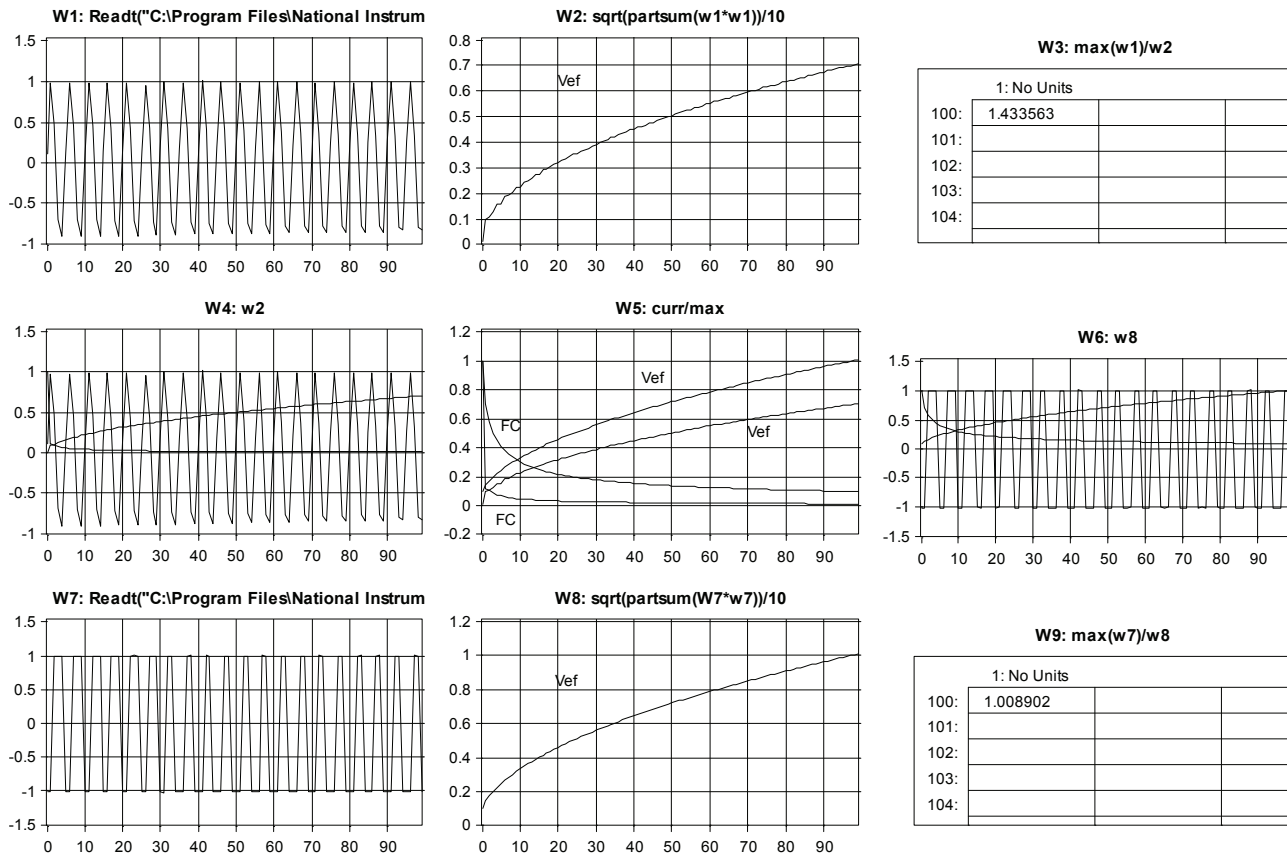 W1: Readt("C:\Program Files\National Instrum
1.5
1
0.5
0
-0.5
-1
0 10 20 30 40 50 60 70 80 90
W2: sqrt(partsum(w1*w1))/10
0.8
0.7
0.6
0.5
0.4
0.3
0.2
0.1
0
Vef
0 10 20 30 40 50 60 70 80 90
W3: max(w1)/w2
1: No Units
100: 1.433563
101:
102:
103:
104:
W4: w2
1.5
1
0.5
0
-0.5
-1
0 10 20 30 40 50 60 70 80 90
W5: curr/max
1.2
1
0.8
0.6
0.4
0.2
0
-0.2
Vef
FC
Vef
FC
0 10 20 30 40 50 60 70 80 90
W6: w8
1.5
1
0.5
0
-0.5
-1
-1.5
0 10 20 30 40 50 60 70 80 90
W7: Readt("C:\Program Files\National Instrum
1.5
1
0.5
0
-0.5
-1
-1.5
0 10 20 30 40 50 60 70 80 90
W8: sqrt(partsum(W7*w7))/10
1.2
1
0.8
0.6
0.4
0.2
0
Vef
0 10 20 30 40 50 60 70 80 90
W9: max(w7)/w8
1: No Units
100: 1.008902
101:
102:
103:
104: